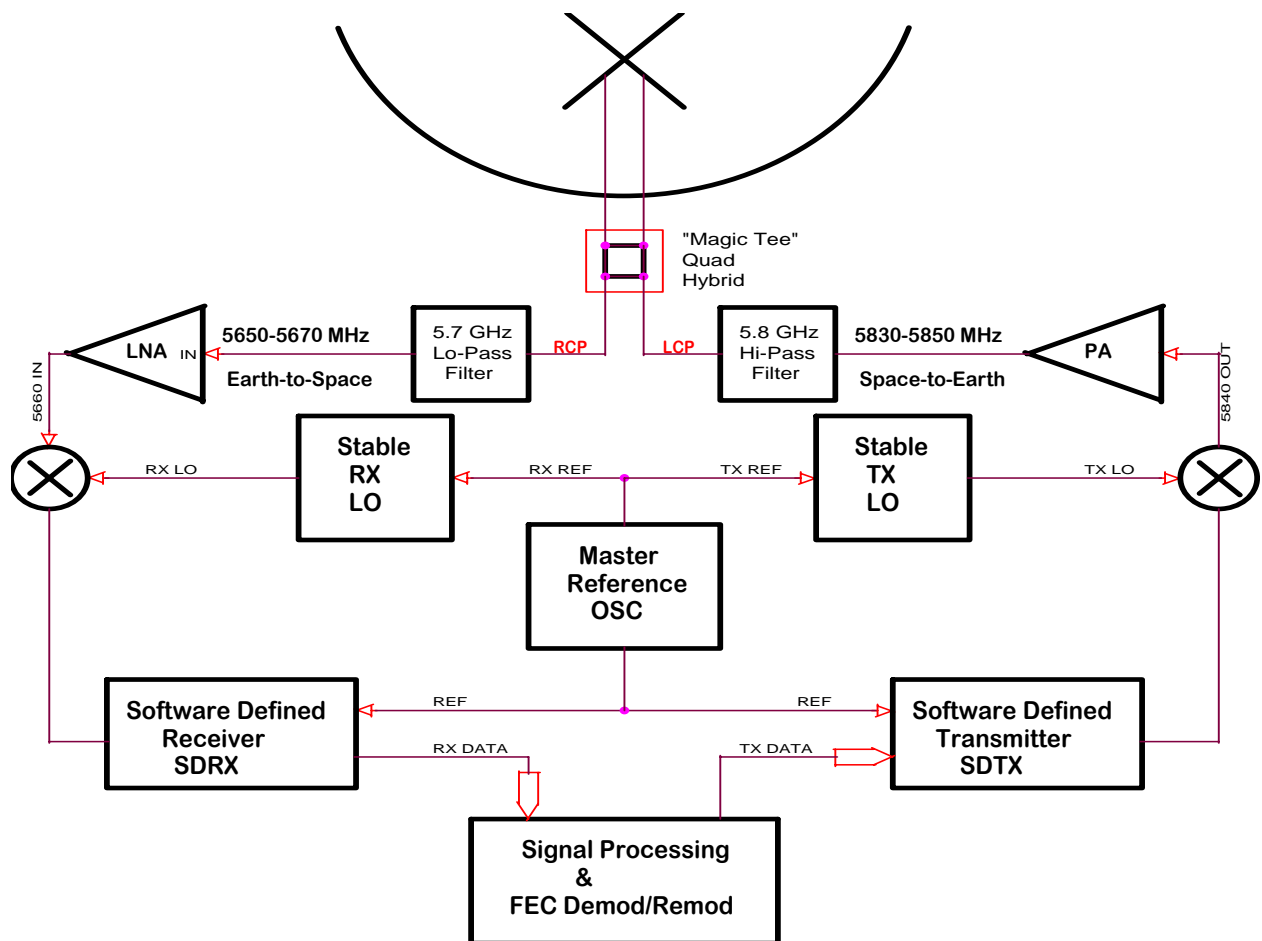 "Magic Tee"
Quad
Hybrid
LNA
IN
5650-5670 MHz
Earth-to-Space
5.7 GHz
Lo-Pass
Filter
RCP
LCP
5.8 GHz
Hi-Pass
Filter
5830-5850 MHz
Space-to-Earth
PA
5660 IN
5840 OUT
RX LO
Stable
RX
LO
RX REF
TX REF
Stable
TX
LO
TX LO
Master
Reference
OSC
Software Defined
Receiver
SDRX
REF
REF
RX DATA
TX DATA
Software Defined
Transmitter
SDTX
Signal Processing
&
FEC Demod/Remod